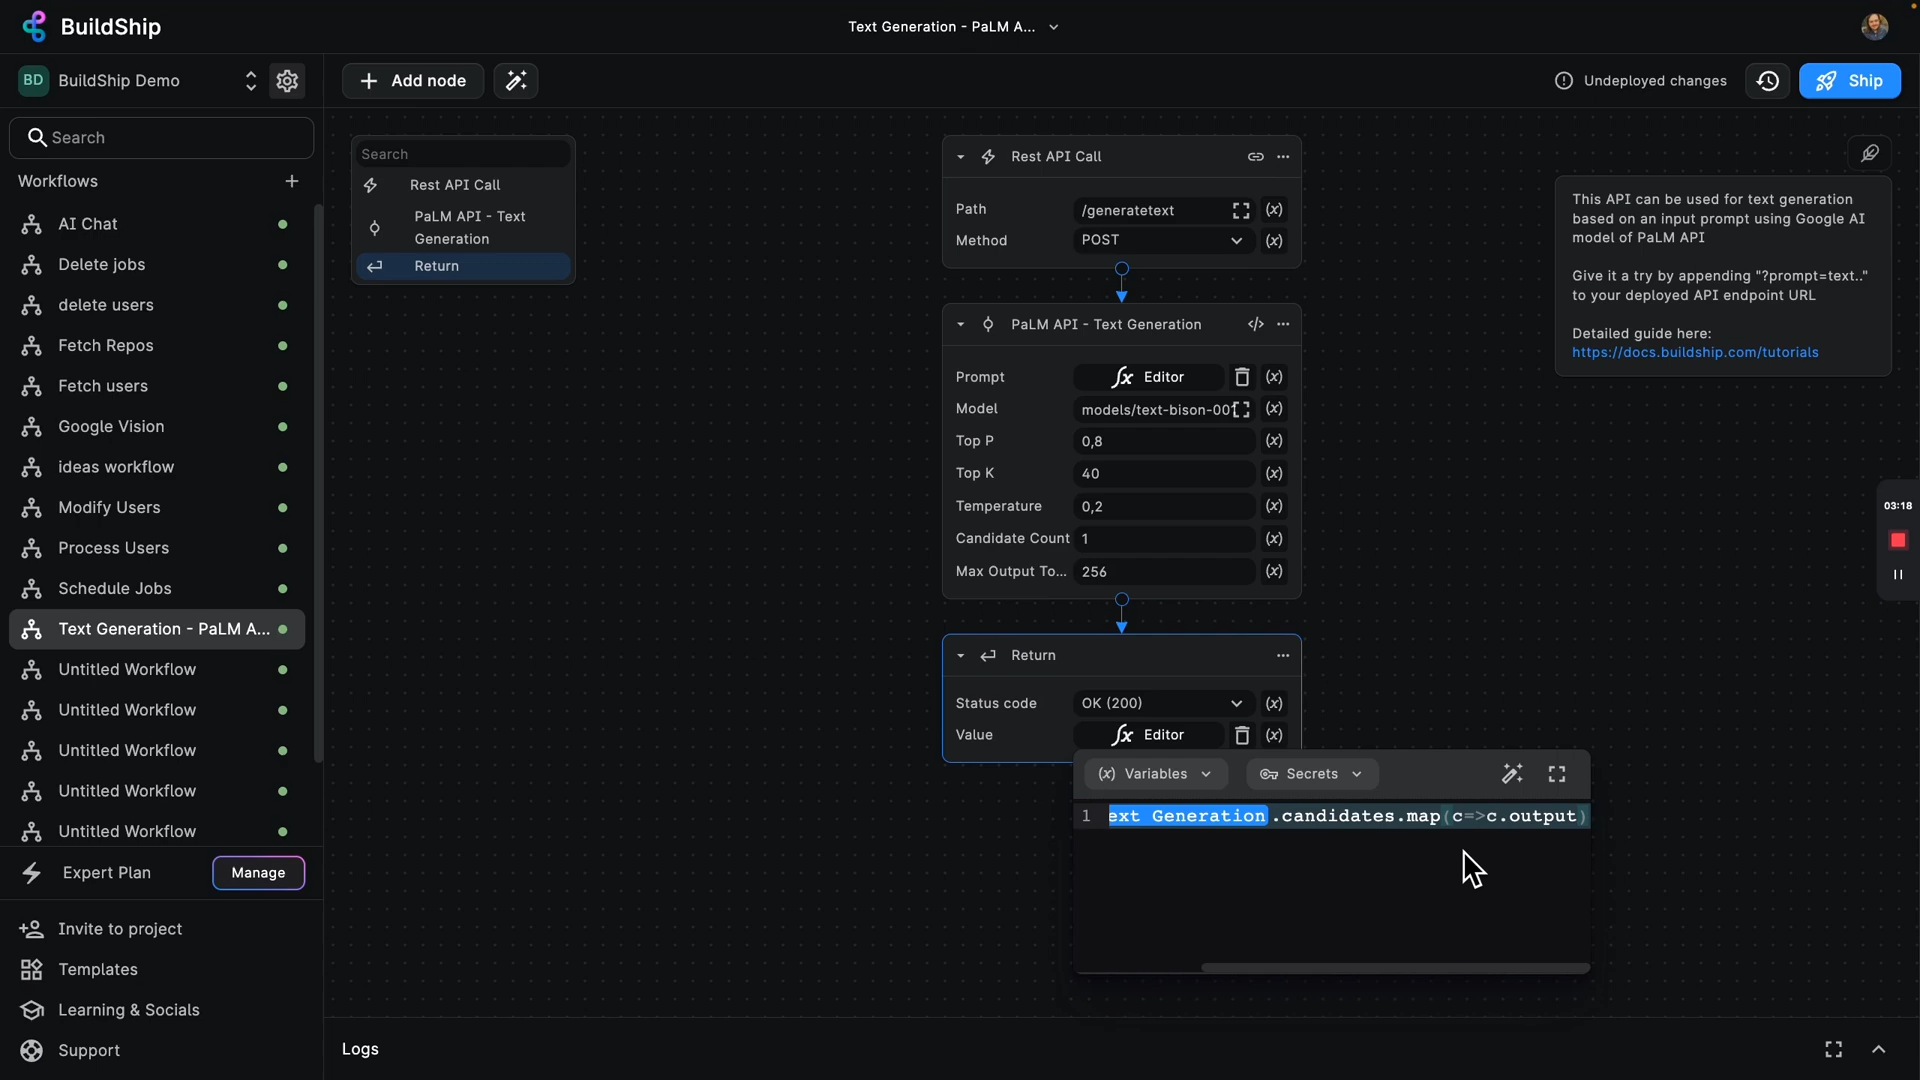 BuildShip
Text Generation - PaLM A...
BD BuildShip Demo
Add node
Undeployed changes
Ship
Search
Workflows
AI Chat
Delete jobs
delete users
Fetch Repos
Fetch users
Google Vision
ideas workflow
Modify Users
Process Users
Schedule Jobs
Text Generation - PaLM A...
Untitled Workflow
Untitled Workflow
Untitled Workflow
Untitled Workflow
Untitled Workflow
Expert Plan
Manage
Invite to project
Templates
Learning & Socials
Support
Search
Rest API Call
PaLM API - Text
Generation
Return
Rest API Call
Path /generatetext (x)
Method POST (x)
PaLM API - Text Generation
Prompt fx Editor (x)
Model models/text-bison-001 (x)
Top P 0,8 (x)
Top K 40 (x)
Temperature 0,2 (x)
Candidate Count 1 (x)
Max Output To... 256 (x)
Return
Status code OK (200) (x)
Value fx Editor (x)
(x) Variables Secrets
1 ext Generation .candidates.map(c=>c.output)
This API can be used for text generation
based on an input prompt using Google AI
model of PaLM API
Give it a try by appending "?prompt=text.."
to your deployed API endpoint URL
Detailed guide here:
https://docs.buildship.com/tutorials
03:18
Logs